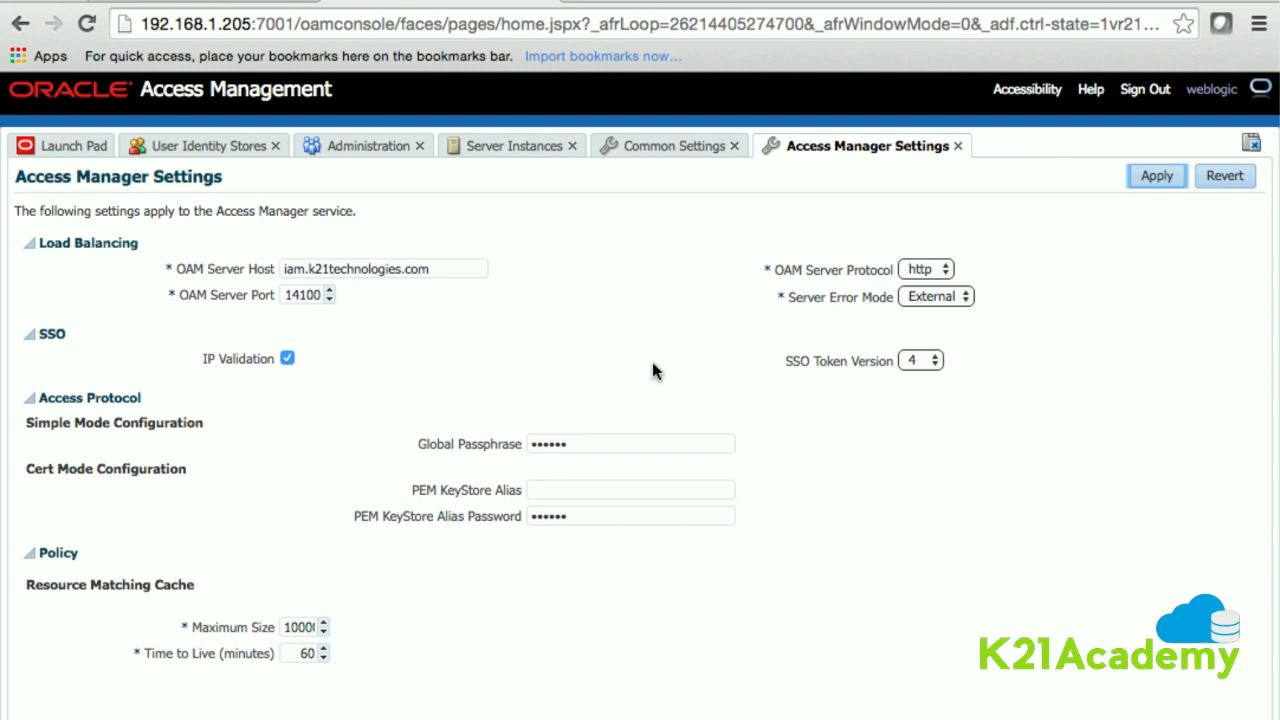 192.168.1.205:7001/oamconsole/faces/pages/home.jspx?_afrLoop=26214405274700&_afrWindowMode=0&_adf.ctrl-state=1vr21...
Apps For quick access, place your bookmarks here on the bookmarks bar. Import bookmarks now...
ORACLE Access Management Accessibility Help Sign Out weblogic
Launch Pad User Identity Stores Administration Server Instances Common Settings Access Manager Settings
Access Manager Settings Apply Revert
The following settings apply to the Access Manager service.
Load Balancing
* OAM Server Host iam.k21technologies.com * OAM Server Protocol http
* OAM Server Port 14100 * Server Error Mode External
SSO
IP Validation SSO Token Version 4
Access Protocol
Simple Mode Configuration
Global Passphrase ••••••
Cert Mode Configuration
PEM KeyStore Alias
PEM KeyStore Alias Password ••••••
Policy
Resource Matching Cache
* Maximum Size
* Time to Live (minutes) 60
K21Academy